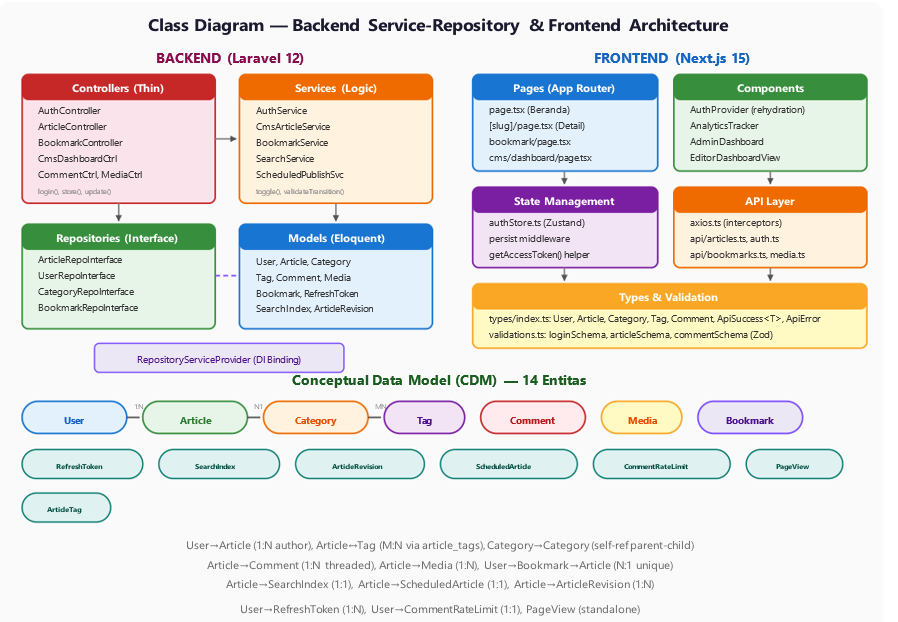 Class Diagram — Backend Service-Repository & Frontend Architecture
BACKEND (Laravel 12)
Controllers (Thin)
AuthController
ArticleController
BookmarkController
CmsDashboardCtrl
CommentCtrl, MediaCtrl
login(), store(), update()
Services (Logic)
AuthService
CmsArticleService
BookmarkService
SearchService
ScheduledPublishSvc
toggle(), validateTransition()
Repositories (Interface)
ArticleRepoInterface
UserRepoInterface
CategoryRepoInterface
BookmarkRepoInterface
Models (Eloquent)
User, Article, Category
Tag, Comment, Media
Bookmark, RefreshToken
SearchIndex, ArticleRevision
RepositoryServiceProvider (DI Binding)
FRONTEND (Next.js 15)
Pages (App Router)
page.tsx (Beranda)
[slug]/page.tsx (Detail)
bookmark/page.tsx
cms/dashboard/page.tsx
Components
AuthProvider (rehydration)
AnalyticsTracker
AdminDashboard
EditorDashboardView
State Management
authStore.ts (Zustand)
persist middleware
getAccessToken() helper
API Layer
axios.ts (interceptors)
api/articles.ts, auth.ts
api/bookmarks.ts, media.ts
Types & Validation
types/index.ts: User, Article, Category, Tag, Comment, ApiSuccess<T>, ApiError
validations.ts: loginSchema, articleSchema, commentSchema (Zod)
Conceptual Data Model (CDM) — 14 Entitas
User
1:N
Article
N:1
Category
M:N
Tag
Comment
Media
Bookmark
RefreshToken
SearchIndex
ArticleRevision
ScheduledArticle
CommentRateLimit
PageView
ArticleTag
User→Article (1:N author), Article↔Tag (M:N via article_tags), Category→Category (self-ref parent-child)
Article→Comment (1:N threaded), Article→Media (1:N), User→Bookmark→Article (N:1 unique)
Article→SearchIndex (1:1), Article→ScheduledArticle (1:1), Article→ArticleRevision (1:N)
User→RefreshToken (1:N), User→CommentRateLimit (1:1), PageView (standalone)